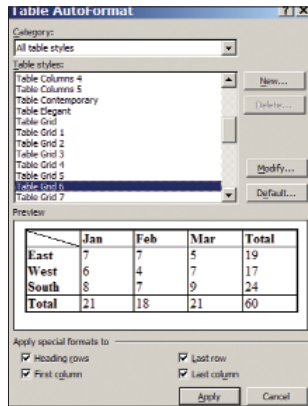 Table AutoFormat
Category:
All table styles
Table styles:
Table Columns 4
Table Columns 5
Table Contemporary
Table Elegant
Table Grid
Table Grid 1
Table Grid 2
Table Grid 3
Table Grid 4
Table Grid 5
Table Grid 6
Table Grid 7
New...
Delete...
Modify...
Default...
Preview
Jan Feb Mar Total
East 7 7 5 19
West 6 4 7 17
South 8 7 9 24
Total 21 18 21 60
Apply special formats to
Heading rows Last row
First column Last column
Apply Cancel